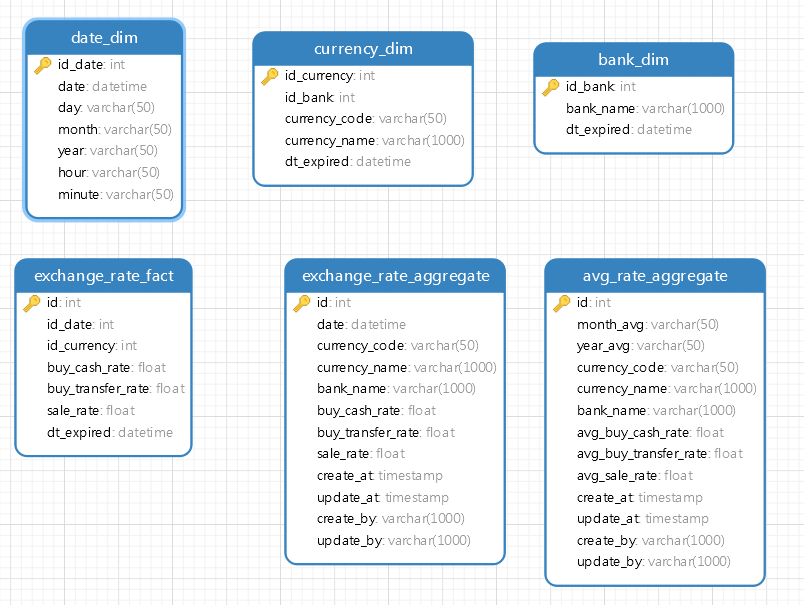 date_dim
id_date: int
date: datetime
day: varchar(50)
month: varchar(50)
year: varchar(50)
hour: varchar(50)
minute: varchar(50)
currency_dim
id_currency: int
id_bank: int
currency_code: varchar(50)
currency_name: varchar(1000)
dt_expired: datetime
bank_dim
id_bank: int
bank_name: varchar(1000)
dt_expired: datetime
exchange_rate_fact
id: int
id_date: int
id_currency: int
buy_cash_rate: float
buy_transfer_rate: float
sale_rate: float
dt_expired: datetime
exchange_rate_aggregate
id: int
date: datetime
currency_code: varchar(50)
currency_name: varchar(1000)
bank_name: varchar(1000)
buy_cash_rate: float
buy_transfer_rate: float
sale_rate: float
create_at: timestamp
update_at: timestamp
create_by: varchar(1000)
update_by: varchar(1000)
avg_rate_aggregate
id: int
month_avg: varchar(50)
year_avg: varchar(50)
currency_code: varchar(50)
currency_name: varchar(1000)
bank_name: varchar(1000)
avg_buy_cash_rate: float
avg_buy_transfer_rate: float
avg_sale_rate: float
create_at: timestamp
update_at: timestamp
create_by: varchar(1000)
update_by: varchar(1000)